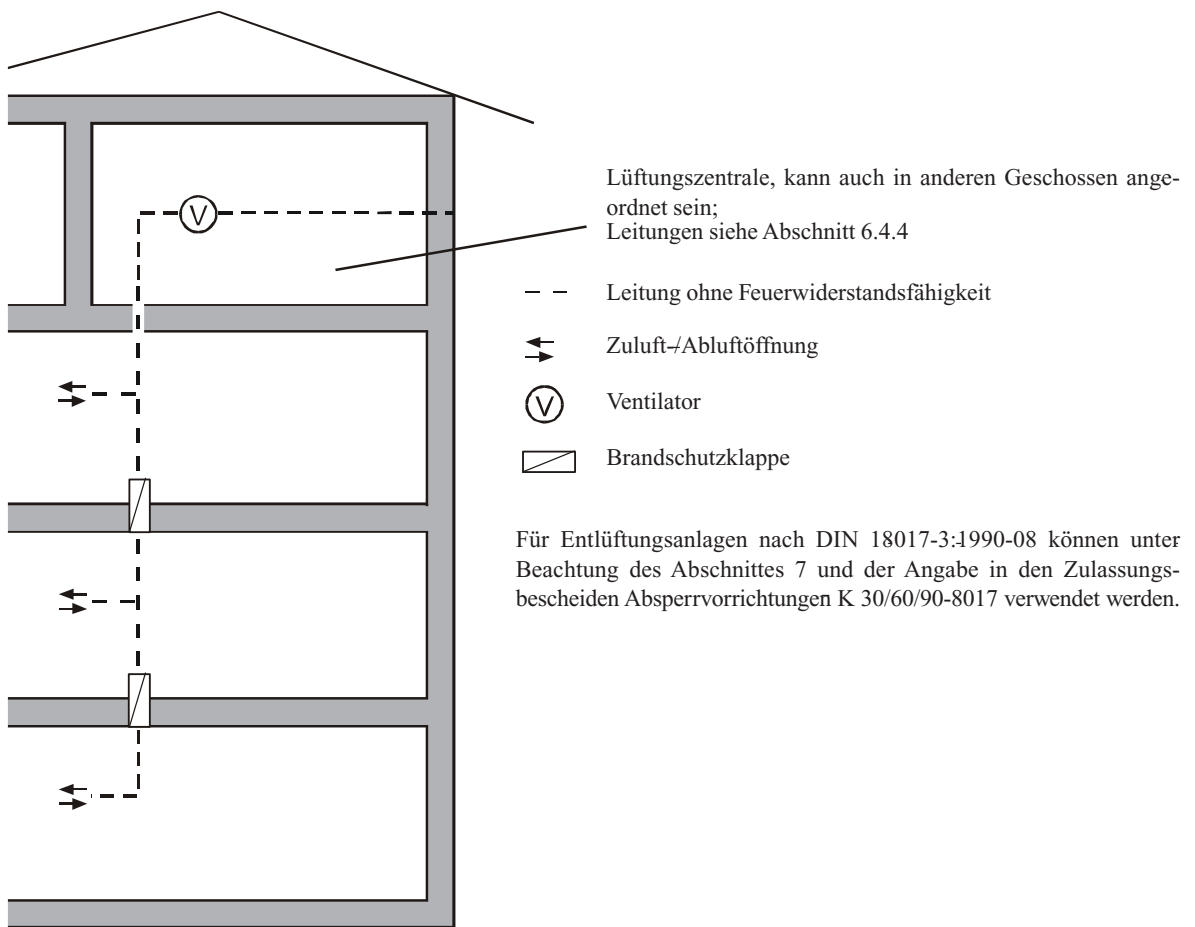 Lüftungszentrale, kann auch in anderen Geschossen ange-
ordnet sein;
Leitungen siehe Abschnitt 6.4.4
Leitung ohne Feuerwiderstandsfähigkeit
Zuluft-/Abluftöffnung
V
Ventilator
V
Brandschutzklappe
Für Entlüftungsanlagen nach DIN 18017-3:1990-08 können unter
Beachtung des Abschnittes 7 und der Angabe in den Zulassungs-
bescheiden Absperrvorrichtungen K 30/60/90-8017 verwendet werden.